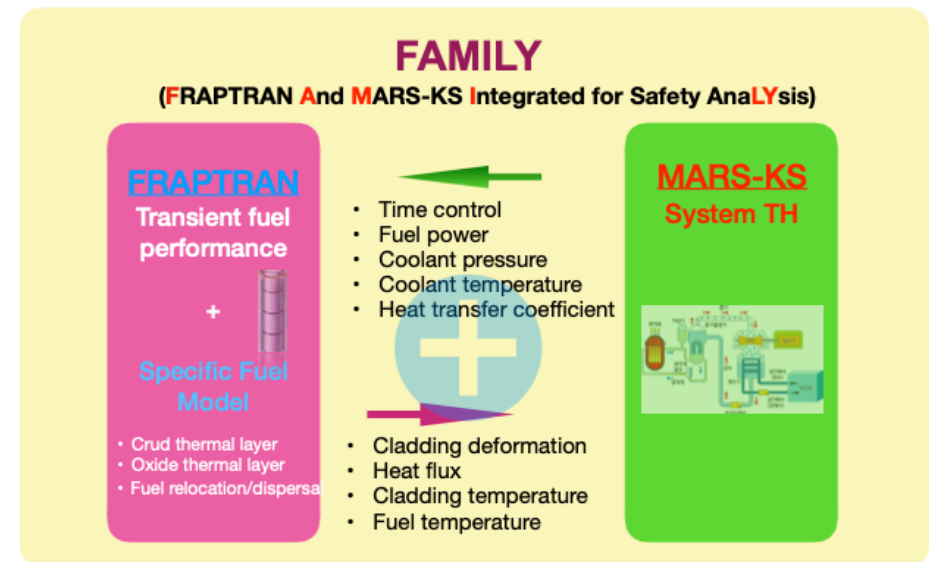 FAMILY
(FRAPTRAN And MARS-KS Integrated for Safety AnaLYsis)
FRAPTRAN
Transient fuel
performance
+
Specific Fuel
Model
• Crud thermal layer
• Oxide thermal layer
• Fuel relocation/dispersal
• Time control
• Fuel power
• Coolant pressure
• Coolant temperature
• Heat transfer coefficient
• Cladding deformation
• Heat flux
• Cladding temperature
• Fuel temperature
MARS-KS
System TH